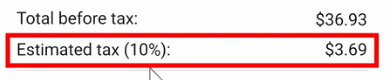 Total before tax: $36.93
Estimated tax (10%): $3.69